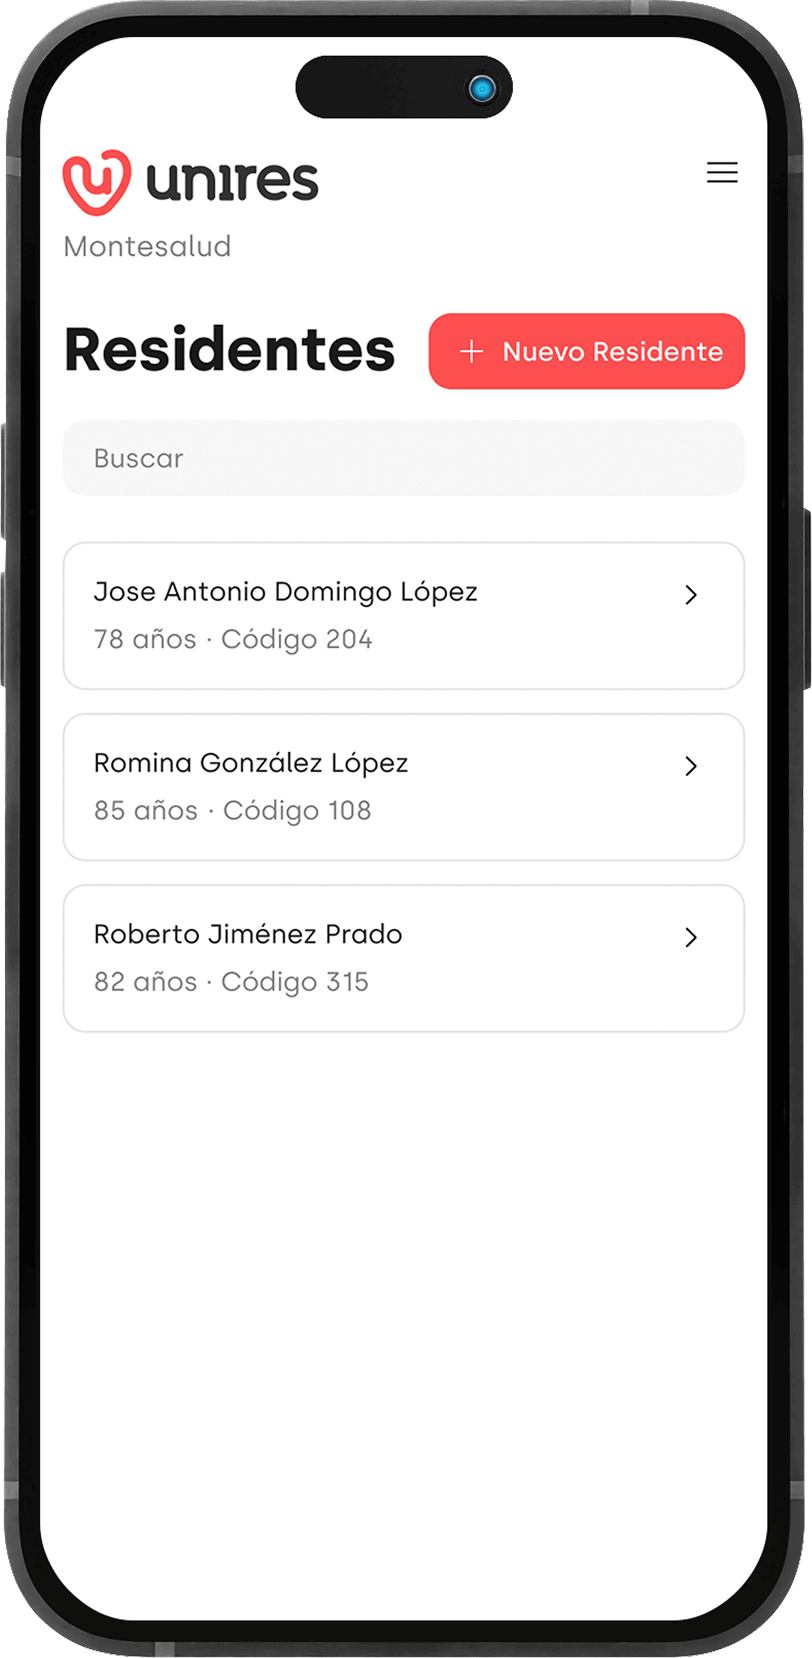 unires
Montesalud
Residentes
+ Nuevo Residente
Buscar
Jose Antonio Domingo López
78 años · Código 204
Romina González López
85 años · Código 108
Roberto Jiménez Prado
82 años · Código 315